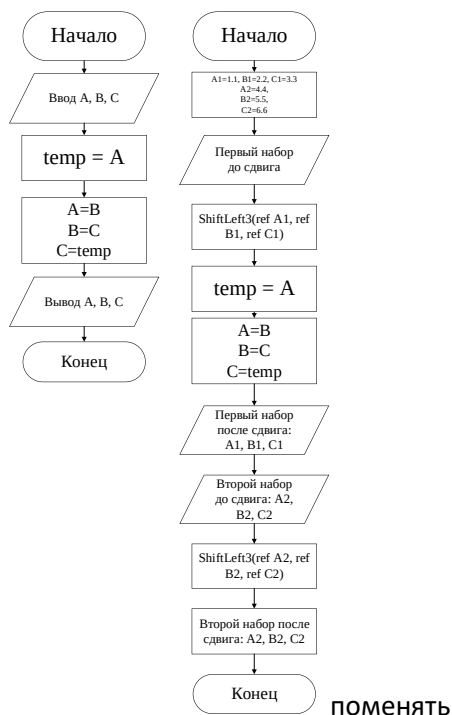 Начало
Ввод A, B, C
temp = A
A=B
B=C
C=temp
Вывод A, B, C
Конец
Начало
A1=1.1, B1=2.2, C1=3.3
A2=4.4,
B2=5.5,
C2=6.6
Первый набор
до сдвига
ShiftLeft3(ref A1, ref
B1, ref C1)
temp = A
A=B
B=C
C=temp
Первый набор
после сдвига:
A1, B1, C1
Второй набор
до сдвига: A2,
B2, C2
ShiftLeft3(ref A2, ref
B2, ref C2)
Второй набор после
сдвига: A2, B2, C2
Конец
поменять